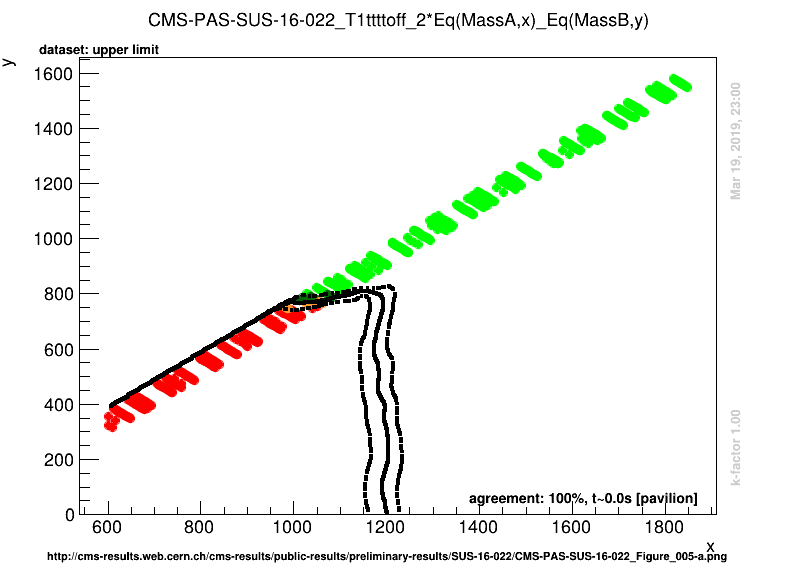 CMS-PAS-SUS-16-022_T1ttttoff_2*Eq(MassA,x)_Eq(MassB,y)
dataset: upper limit
y
1600
1400
1200
1000
800
600
400
200
0
600
800
1000
1200
1400
1600
1800
x
agreement: 100%, t~0.0s [pavilion]
Mar 19, 2019, 23:00
k-factor 1.00
http://cms-results.web.cern.ch/cms-results/public-results/preliminary-results/SUS-16-022/CMS-PAS-SUS-16-022_Figure_005-a.png